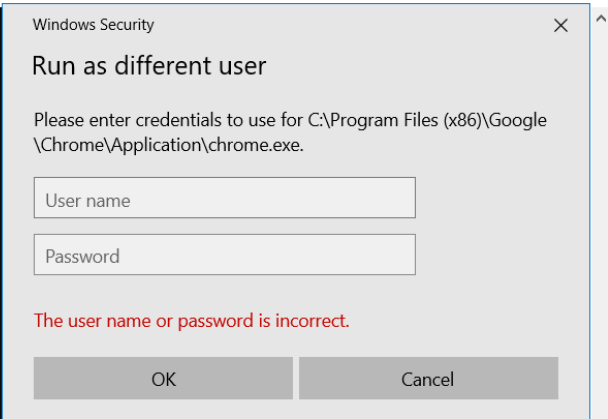 Windows Security
Run as different user
Please enter credentials to use for C:\Program Files (x86)\Google
\Chrome\Application\chrome.exe.
User name
Password
The user name or password is incorrect.
OK Cancel